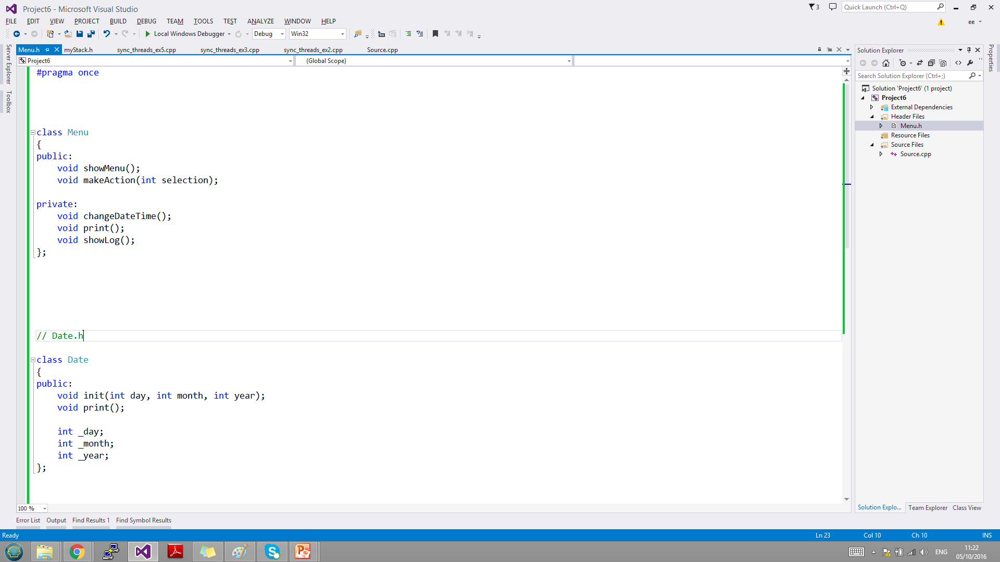 Project6 - Microsoft Visual Studio
3
Quick Launch (Ctrl+Q)
FILE EDIT VIEW PROJECT BUILD DEBUG TEAM TOOLS TEST ANALYZE WINDOW HELP
ee
Local Windows Debugger Debug Win32
Server Explorer
Toolbox
Menu.h myStack.h sync_threads_ex5.cpp sync_threads_ex3.cpp sync_threads_ex2.cpp Source.cpp
Project6 (Global Scope)
#pragma once
class Menu
{
public:
void showMenu();
void makeAction(int selection);
private:
void changeDateTime();
void print();
void showLog();
};
// Date.h
class Date
{
public:
void init(int day, int month, int year);
void print();
int _day;
int _month;
int _year;
};
100 %
Solution Explorer
Search Solution Explorer (Ctrl+;)
Solution 'Project6' (1 project)
Project6
External Dependencies
Header Files
Menu.h
Resource Files
Source Files
Source.cpp
Solution Explo... Team Explorer Class View
Properties
Error List Output Find Results 1 Find Symbol Results
Ready Ln 23 Col 10 Ch 10 INS
ENG
11:22
05/10/2016